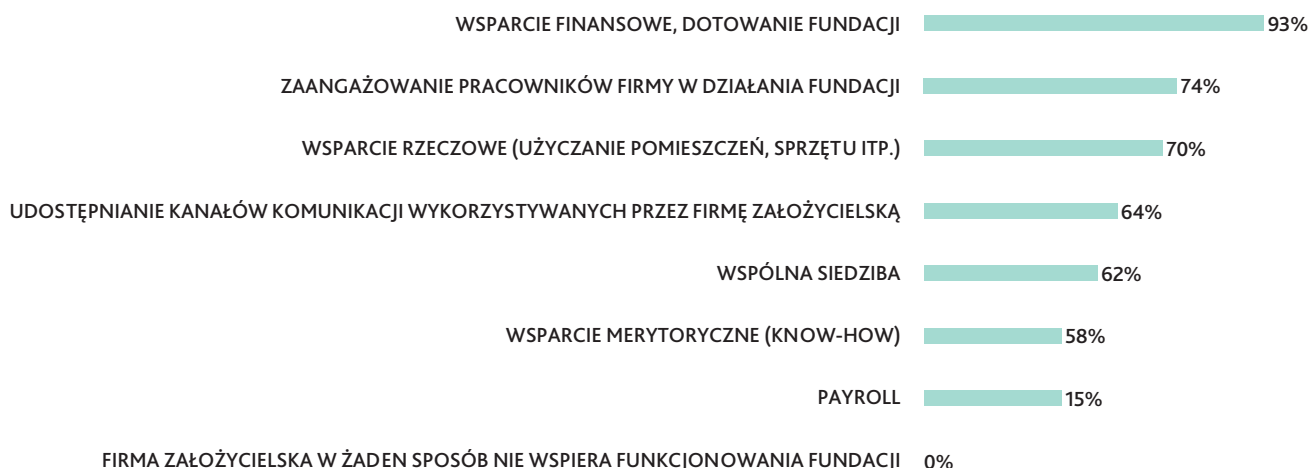 WSPARCIE FINANSOWE, DOTOWANIE FUNDACJI 93%
ZAANGAŻOWANIE PRACOWNIKÓW FIRMY W DZIAŁANIA FUNDACJI 74%
WSPARCIE RZECZOWE (UŻYCZANIE POMIESZCZEŃ, SPRZĘTU ITP.) 70%
UDOSTĘPNIANIE KANAŁÓW KOMUNIKACJI WYKORZYSTYWANYCH PRZEZ FIRMĘ ZAŁOŻYCIELSKĄ 64%
WSPÓLNA SIEDZIBA 62%
WSPARCIE MERYTORYCZNE (KNOW-HOW) 58%
PAYROLL 15%
FIRMA ZAŁOŻYCIELSKA W ŻADEN SPOSÓB NIE WSPIERA FUNKCJONOWANIA FUNDACJI 0%